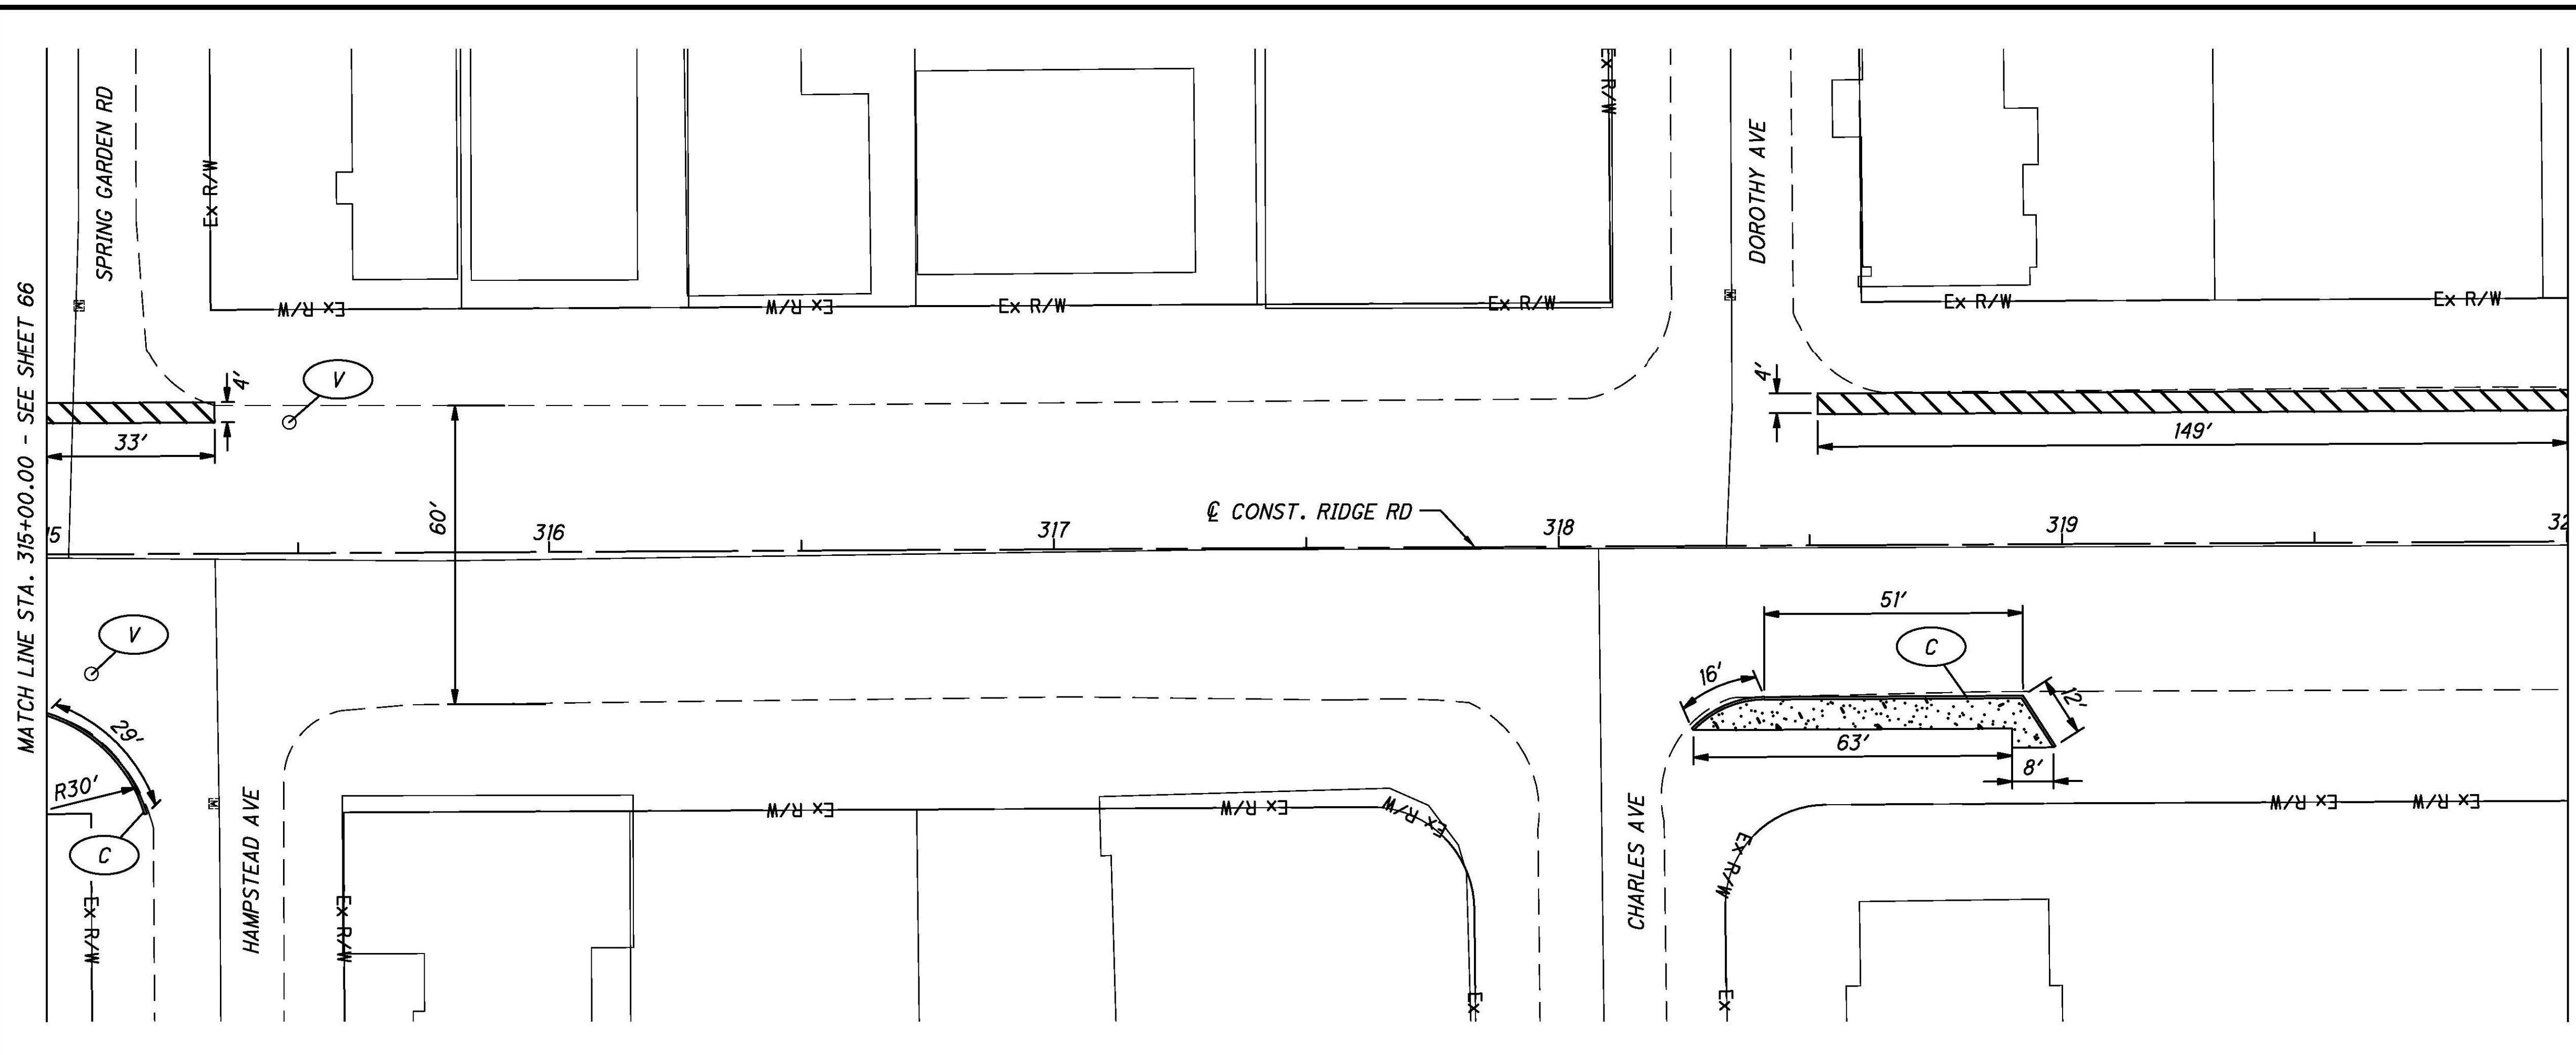 MATCH LINE STA. 315+00.00 - SEE SHEET 66
SPRING GARDEN RD
Ex R/W
Ex R/W
Ex R/W
Ex R/W
Ex R/W
Ex R/W
DOROTHY AVE
Ex R/W
Ex R/W
4'
V
33'
4'
149'
60'
℄ CONST. RIDGE RD
15
316
317
318
319
32
V
29'
R30'
C
Ex R/W
HAMPSTEAD AVE
Ex R/W
Ex R/W
Ex R/W
Ex R/W
Ex
CHARLES AVE
51'
C
16'
12'
63'
8'
Ex R/W
Ex
Ex R/W
Ex R/W